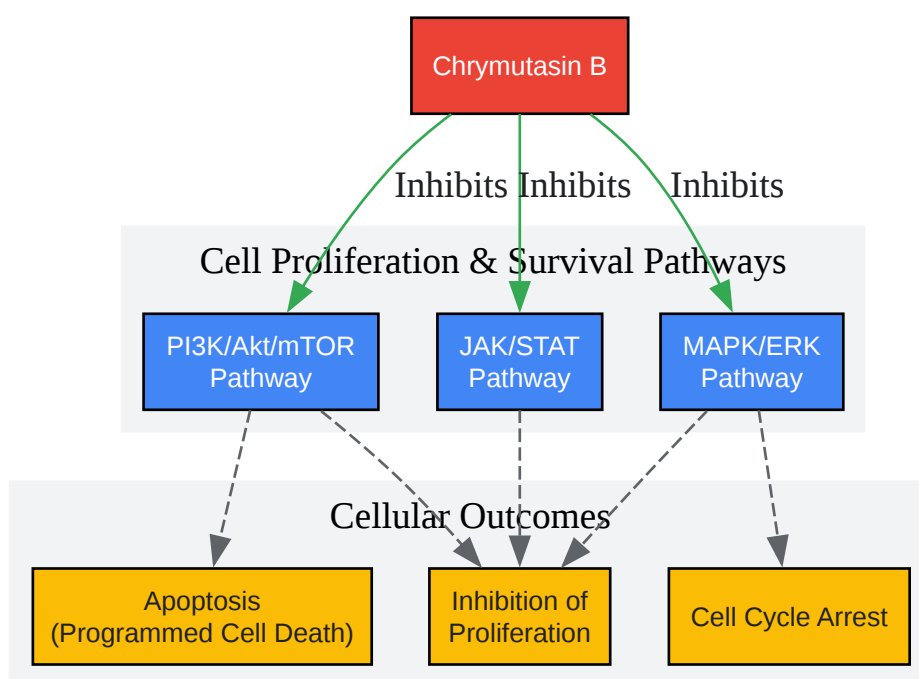 Chrymutasin B
Inhibits Inhibits Inhibits
Cell Proliferation & Survival Pathways
PI3K/Akt/mTOR
Pathway
JAK/STAT
Pathway
MAPK/ERK
Pathway
Cellular Outcomes
Apoptosis
(Programmed Cell Death)
Inhibition of
Proliferation
Cell Cycle Arrest